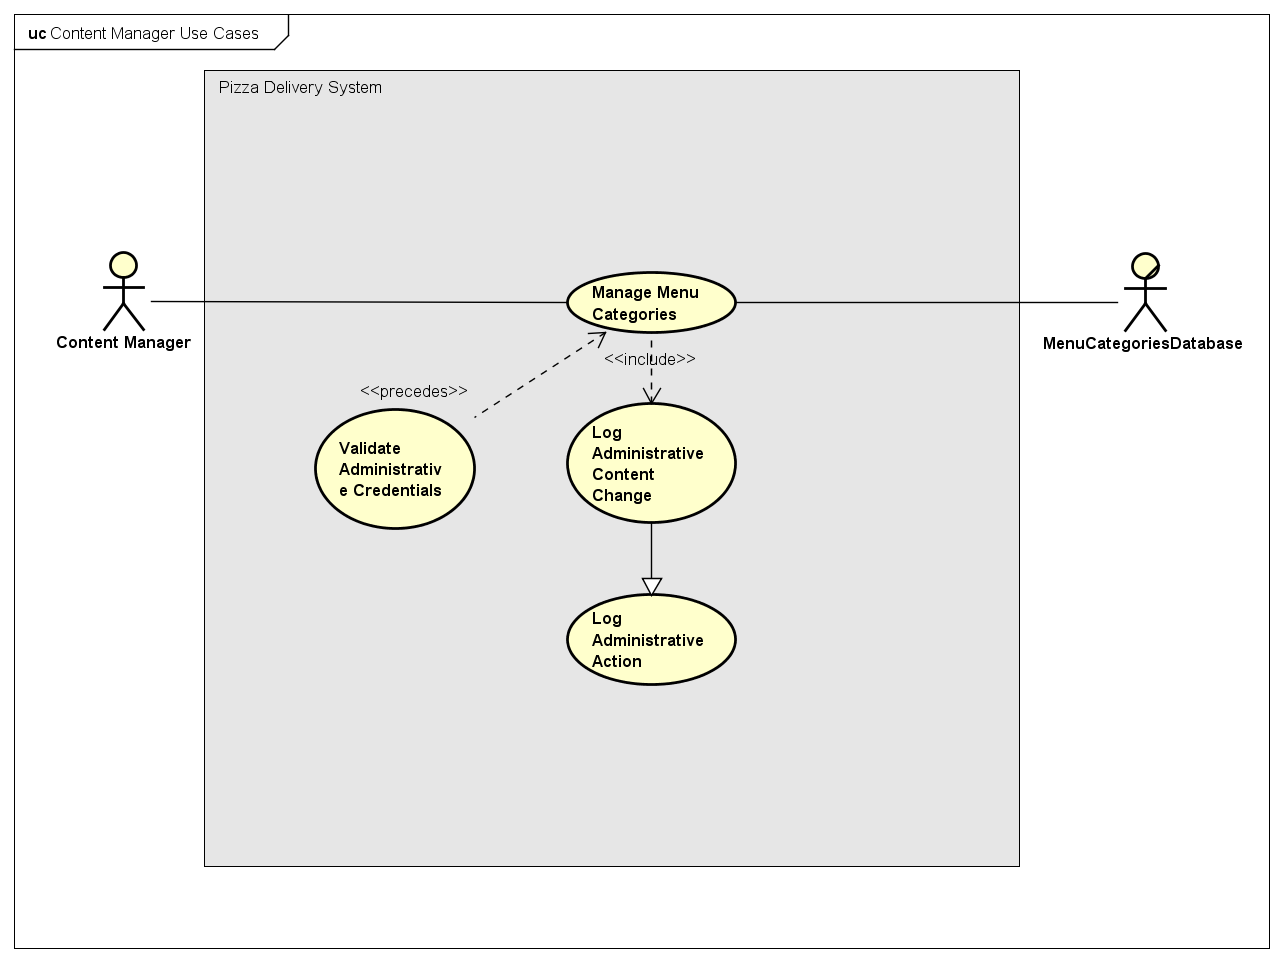 uc Content Manager Use Cases
Pizza Delivery System
Manage Menu
Categories
Content Manager
MenuCategoriesDatabase
<<include>>
<<precedes>>
Validate
Administrativ
e Credentials
Log
Administrative
Content
Change
Log
Administrative
Action